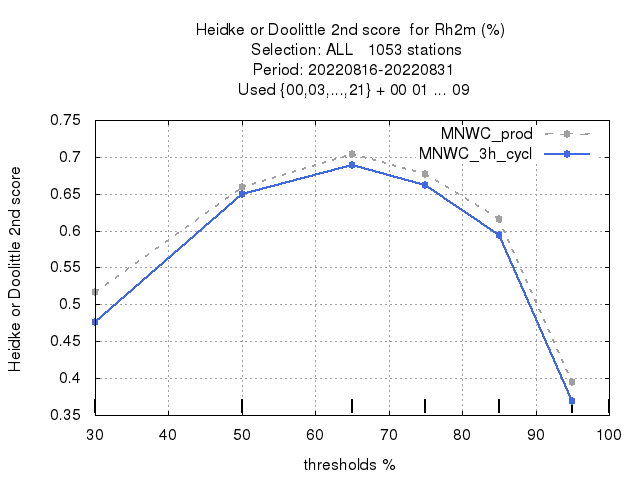 Heidke or Doolittle 2nd score  for Rh2m (%)
Selection: ALL   1053 stations
Period: 20220816-20220831
Used {00,03,...,21} + 00 01 ... 09
MNWC_prod
MNWC_3h_cycl
Heidke or Doolittle 2nd score
0.75
0.7
0.65
0.6
0.55
0.5
0.45
0.4
0.35
30 40 50 60 70 80 90 100
thresholds %